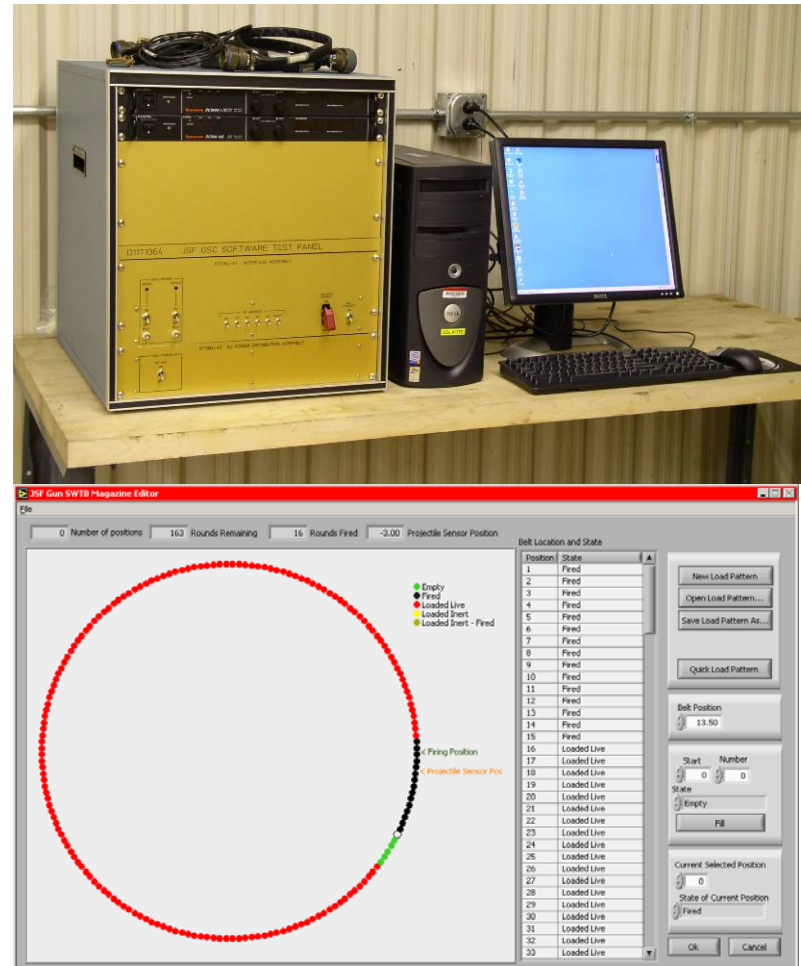 D1171364 JSF OSC SOFTWARE TEST PANEL
INTERFACE ASSEMBLY
AC POWER DISTRIBUTION ASSEMBLY
DELL
JSF Gun SWTB Magazine Editor
File
0 Number of positions 163 Rounds Remaining 16 Rounds Fired -3.00 Projectile Sensor Position
Belt Location and State
Position State
1 Fired
2 Fired
3 Fired
4 Fired
5 Fired
6 Fired
7 Fired
8 Fired
9 Fired
10 Fired
11 Fired
12 Fired
13 Fired
14 Fired
15 Fired
16 Loaded Live
17 Loaded Live
18 Loaded Live
19 Loaded Live
20 Loaded Live
21 Loaded Live
22 Loaded Live
23 Loaded Live
24 Loaded Live
25 Loaded Live
26 Loaded Live
27 Loaded Live
28 Loaded Live
29 Loaded Live
30 Loaded Live
31 Loaded Live
32 Loaded Live
33 Loaded Live
Empty
Fired
Loaded Live
Loaded Inert
Loaded Inert - Fired
< Firing Position
< Projectile Sensor Pos
New Load Pattern
Open Load Pattern...
Save Load Pattern As...
Quick Load Pattern
Belt Position
13.50
Start Number
0 0
State
Empty
Fill
Current Selected Position
0
State of Current Position
Fired
Ok Cancel